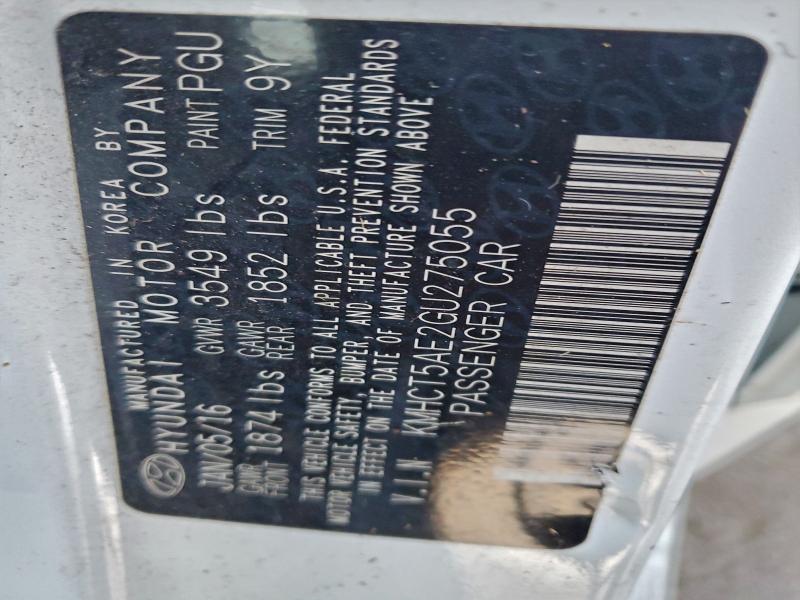 MANUFACTURED IN KOREA BY
HYUNDAI MOTOR COMPANY
JAN/05/16 GVWR 3549 lbs PAINT PGU
GAWR FRONT 1874 lbs GAWR REAR 1852 lbs TRIM 9Y
THIS VEHICLE CONFORMS TO ALL APPLICABLE U.S.A. FEDERAL
MOTOR VEHICLE SAFETY, BUMPER, AND THEFT PREVENTION STANDARDS
IN EFFECT ON THE DATE OF MANUFACTURE SHOWN ABOVE
V.I.N KMHCT5AE2GU275055
PASSENGER CAR